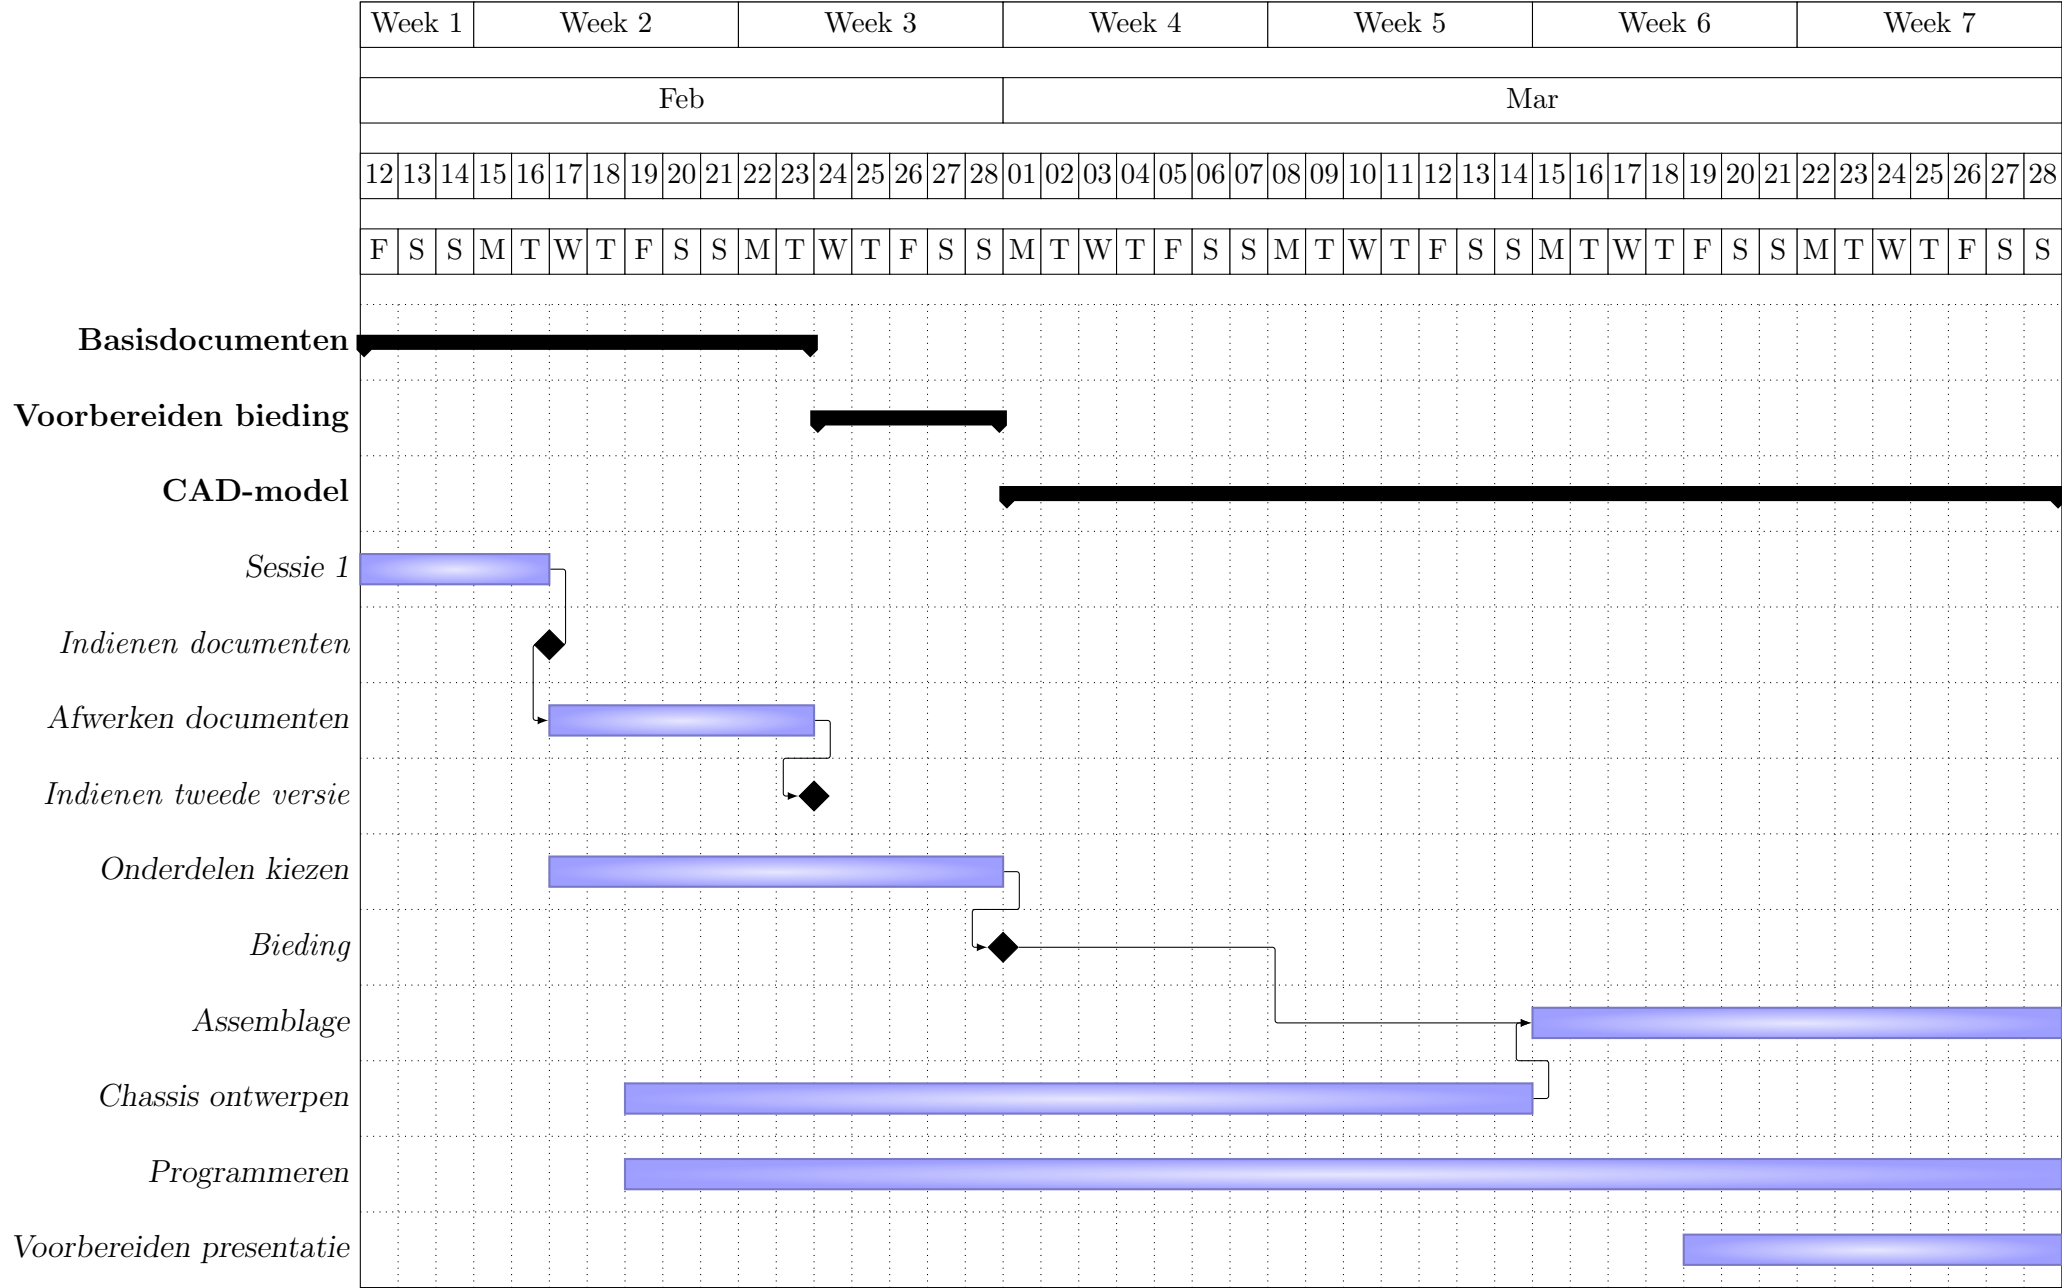 Week 1 Week 2 Week 3 Week 4 Week 5 Week 6 Week 7
Feb Mar
12 13 14 15 16 17 18 19 20 21 22 23 24 25 26 27 28 01 02 03 04 05 06 07 08 09 10 11 12 13 14 15 16 17 18 19 20 21 22 23 24 25 26 27 28
F S S M T W T F S S M T W T F S S M T W T F S S M T W T F S S M T W T F S S M T W T F S S
Basisdocumenten
Voorbereiden bieding
CAD-model
Sessie 1
Indienen documenten
Afwerken documenten
Indienen tweede versie
Onderdelen kiezen
Bieding
Assemblage
Chassis ontwerpen
Programmeren
Voorbereiden presentatie